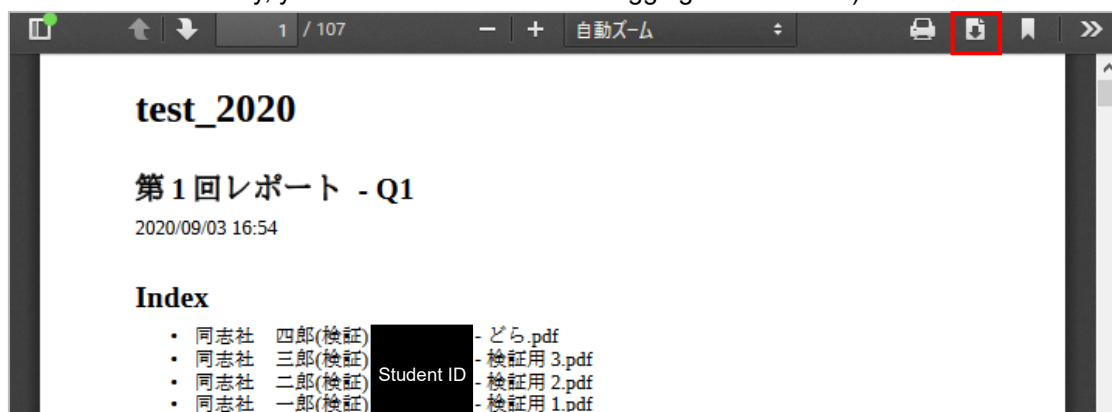 1 / 107 自動ズーム
test_2020
第1回レポート - Q1
2020/09/03 16:54
Index
• 同志社 四郎(検証) - どら.pdf
• 同志社 三郎(検証) - 検証用3.pdf
Student ID
• 同志社 二郎(検証) - 検証用2.pdf
• 同志社 一郎(検証) - 検証用1.pdf